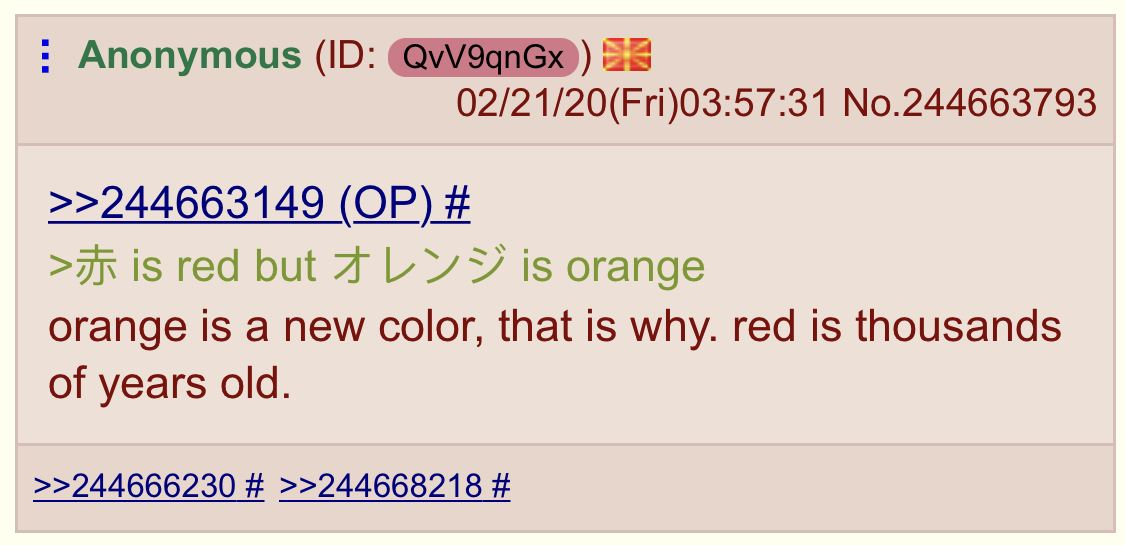 Anonymous (ID: QvV9qnGx)
02/21/20(Fri)03:57:31 No.244663793
>>244663149 (OP) #
>赤 is red but オレンジ is orange
orange is a new color, that is why. red is thousands
of years old.
>>244666230 # >>244668218 #